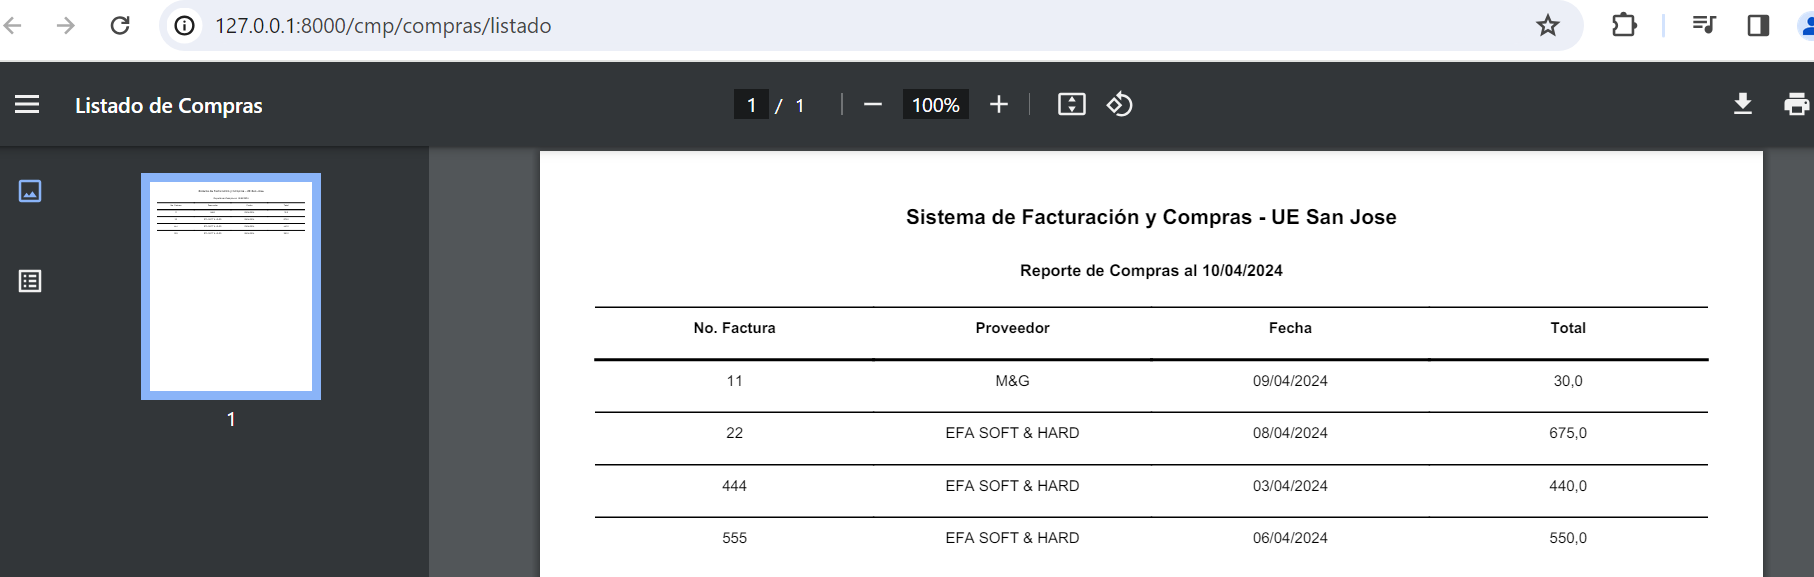 127.0.0.1:8000/cmp/compras/listado
Listado de Compras
1 / 1
100%
1
Sistema de Facturación y Compras - UE San Jose
Reporte de Compras al 10/04/2024
No. Factura Proveedor Fecha Total
11 M&G 09/04/2024 30,0
22 EFA SOFT & HARD 08/04/2024 675,0
444 EFA SOFT & HARD 03/04/2024 440,0
555 EFA SOFT & HARD 06/04/2024 550,0